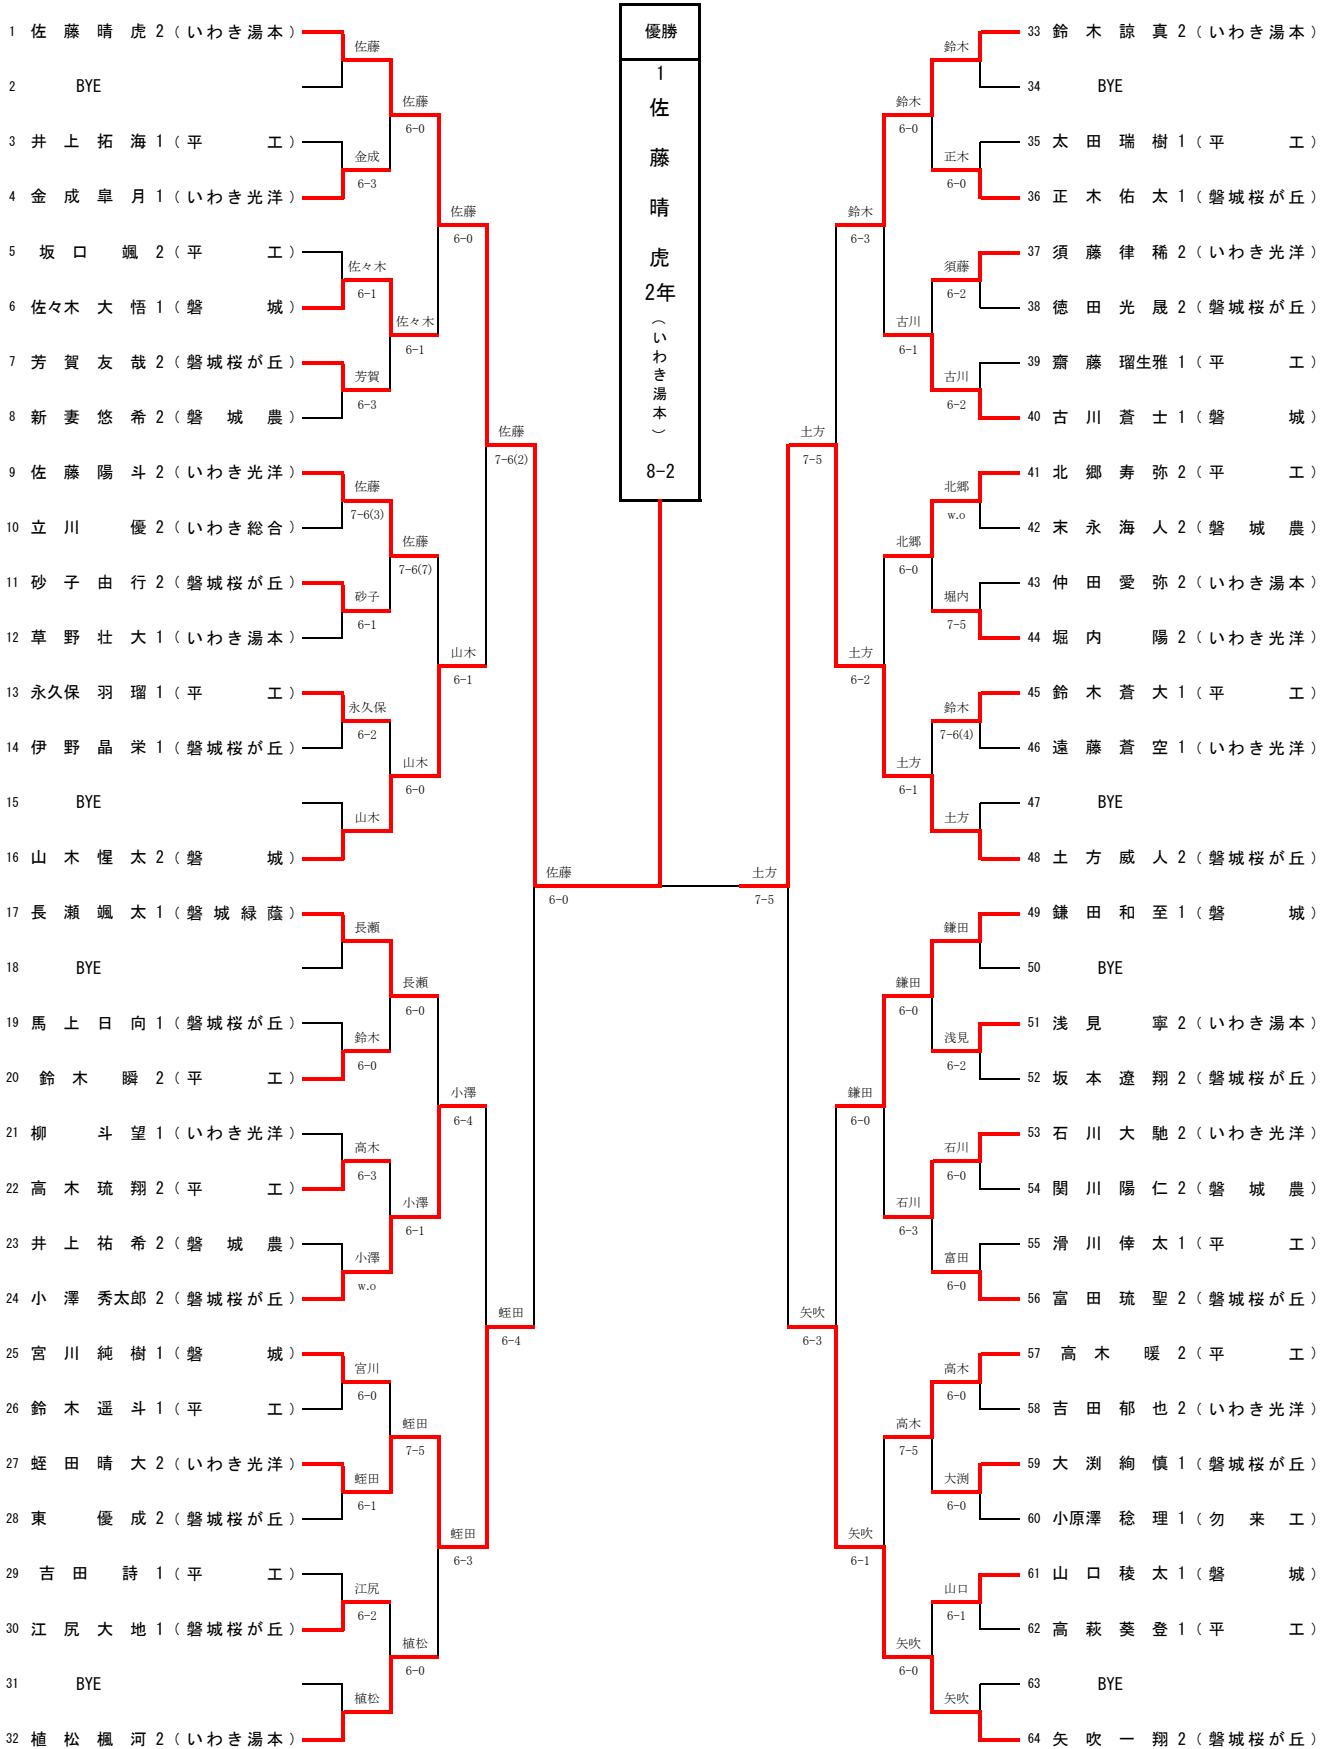 優勝
1
佐
藤
晴
虎
2年
（いわき湯本）
8-2
1 佐 藤 晴 虎 2 (いわき湯本)
2 BYE
3 井 上 拓 海 1 (平 工)
4 金 成 皐 月 1 (いわき光洋)
5 坂 口 颯 2 (平 工)
6 佐々木 大 悟 1 (磐 城)
7 芳 賀 友 哉 2 (磐城桜が丘)
8 新 妻 悠 希 2 (磐 城 農)
9 佐 藤 陽 斗 2 (いわき光洋)
10 立 川 優 2 (いわき総合)
11 砂 子 由 行 2 (磐城桜が丘)
12 草 野 壮 大 1 (いわき湯本)
13 永久保 羽 瑠 1 (平 工)
14 伊 野 晶 栄 1 (磐城桜が丘)
15 BYE
16 山 木 惺 太 2 (磐 城)
17 長 瀬 颯 太 1 (磐 城 緑 蔭)
18 BYE
19 馬 上 日 向 1 (磐城桜が丘)
20 鈴 木 瞬 2 (平 工)
21 柳 斗 望 1 (いわき光洋)
22 高 木 琉 翔 2 (平 工)
23 井 上 祐 希 2 (磐 城 農)
24 小 澤 秀太郎 2 (磐城桜が丘)
25 宮 川 純 樹 1 (磐 城)
26 鈴 木 遥 斗 1 (平 工)
27 蛭 田 晴 大 2 (いわき光洋)
28 東 優 成 2 (磐城桜が丘)
29 吉 田 詩 1 (平 工)
30 江 尻 大 地 1 (磐城桜が丘)
31 BYE
32 植 松 楓 河 2 (いわき湯本)
佐藤
金成
6-3
佐々木
6-1
芳賀
6-3
佐藤
7-6(3)
砂子
6-1
永久保
6-2
山木
長瀬
鈴木
6-0
高木
6-3
小澤
w.o
宮川
6-0
蛭田
6-1
江尻
6-2
植松
佐藤
6-0
佐々木
6-1
佐藤
7-6(7)
山木
6-0
長瀬
6-0
小澤
6-1
蛭田
7-5
植松
6-0
佐藤
6-0
山木
6-1
小澤
6-4
蛭田
6-3
佐藤
7-6(2)
蛭田
6-4
佐藤
6-0
土方
7-5
土方
7-5
矢吹
6-3
鈴木
6-3
土方
6-2
鎌田
6-0
矢吹
6-1
鈴木
6-0
古川
6-1
北郷
6-0
土方
6-1
鎌田
6-0
石川
6-3
高木
7-5
矢吹
6-0
鈴木
正木
6-0
須藤
6-2
古川
6-2
北郷
w.o
堀内
7-5
鈴木
7-6(4)
土方
鎌田
浅見
6-2
石川
6-0
富田
6-0
高木
6-0
大渕
6-0
山口
6-1
矢吹
33 鈴 木 諒 真 2 (いわき湯本)
34 BYE
35 太 田 瑞 樹 1 (平 工)
36 正 木 佑 太 1 (磐城桜が丘)
37 須 藤 律 稀 2 (いわき光洋)
38 徳 田 光 晟 2 (磐城桜が丘)
39 齋 藤 瑠生雅 1 (平 工)
40 古 川 蒼 士 1 (磐 城)
41 北 郷 寿 弥 2 (平 工)
42 末 永 海 人 2 (磐 城 農)
43 仲 田 愛 弥 2 (いわき湯本)
44 堀 内 陽 2 (いわき光洋)
45 鈴 木 蒼 大 1 (平 工)
46 遠 藤 蒼 空 1 (いわき光洋)
47 BYE
48 土 方 威 人 2 (磐城桜が丘)
49 鎌 田 和 至 1 (磐 城)
50 BYE
51 浅 見 寧 2 (いわき湯本)
52 坂 本 遼 翔 2 (磐城桜が丘)
53 石 川 大 馳 2 (いわき光洋)
54 関 川 陽 仁 2 (磐 城 農)
55 滑 川 倖 太 1 (平 工)
56 富 田 琉 聖 2 (磐城桜が丘)
57 高 木 暖 2 (平 工)
58 吉 田 郁 也 2 (いわき光洋)
59 大 渕 絢 慎 1 (磐城桜が丘)
60 小原澤 稔 理 1 (勿 来 工)
61 山 口 稜 太 1 (磐 城)
62 高 萩 葵 登 1 (平 工)
63 BYE
64 矢 吹 一 翔 2 (磐城桜が丘)